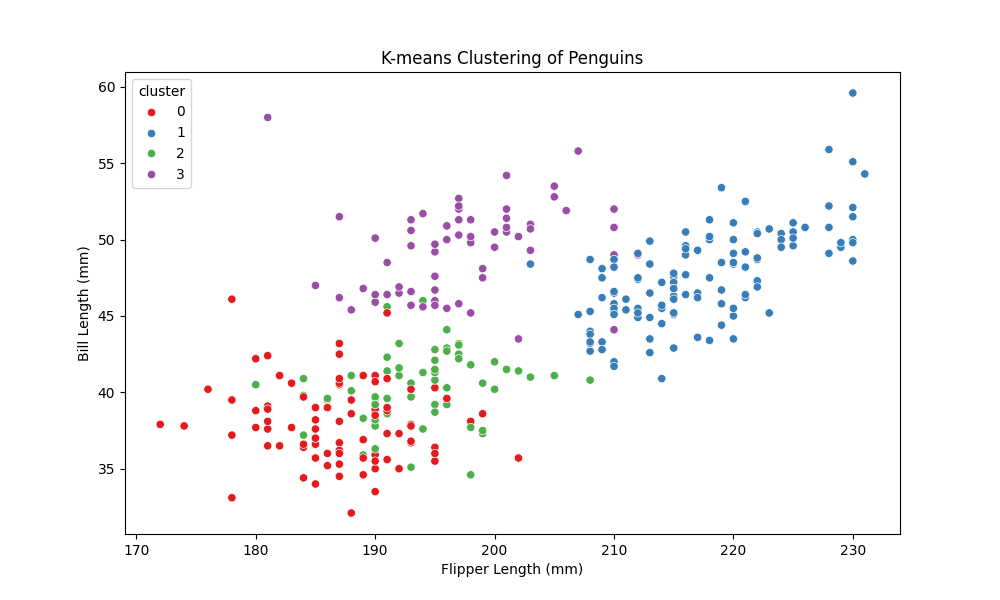 K-means Clustering of Penguins
cluster
0
1
2
3
Bill Length (mm)
60
55
50
45
40
35
170 180 190 200 210 220 230
Flipper Length (mm)